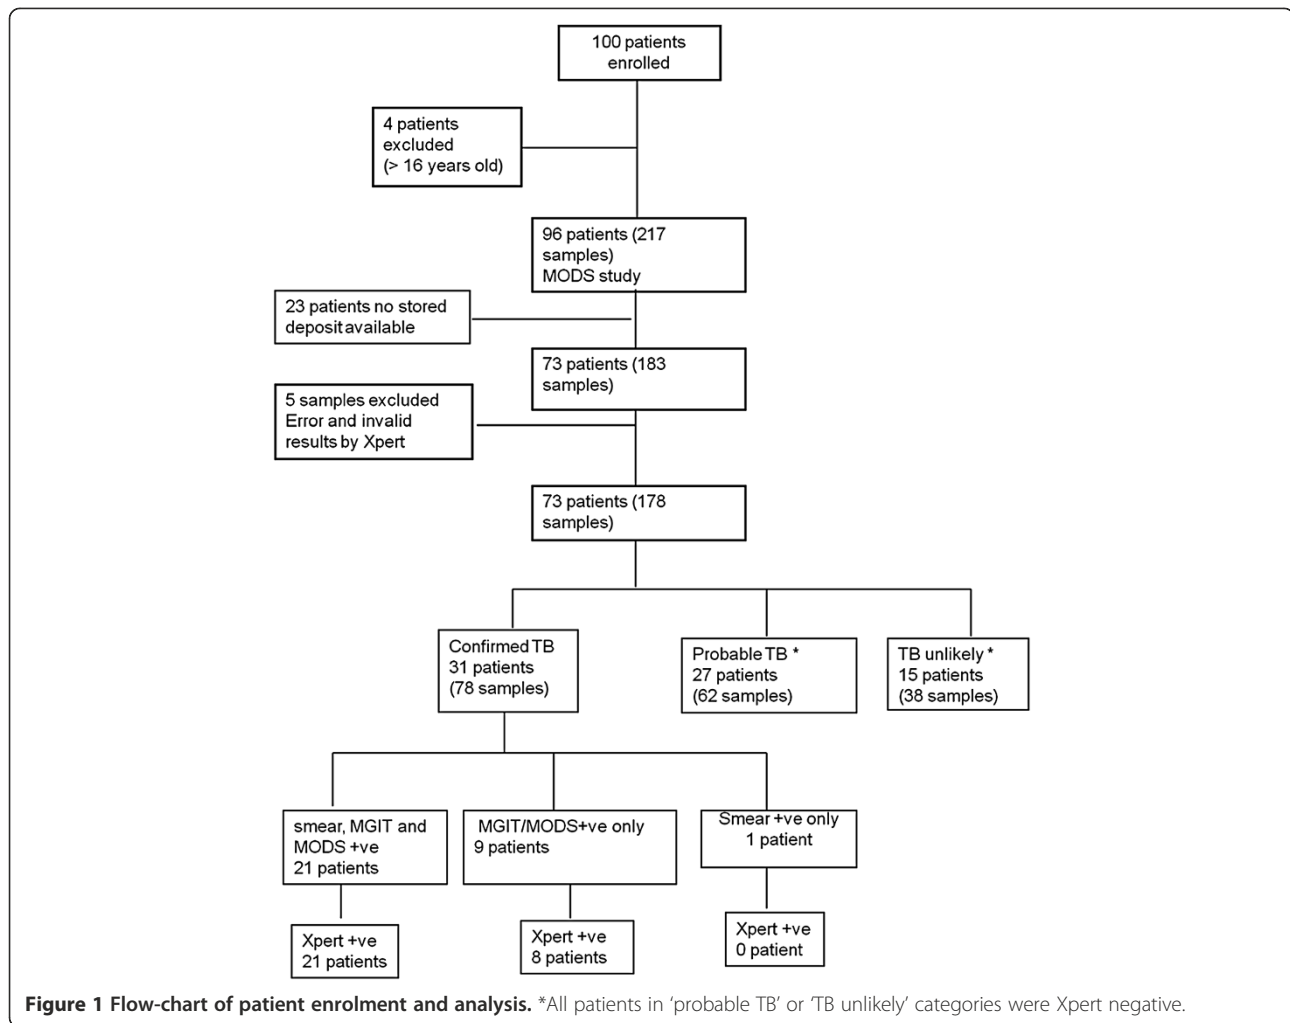 100 patients
enrolled
4 patients
excluded
(> 16 years old)
96 patients (217
samples)
MODS study
23 patients no stored
deposit available
73 patients (183
samples)
5 samples excluded
Error and invalid
results by Xpert
73 patients (178
samples)
Confirmed TB
31 patients
(78 samples)
Probable TB *
27 patients
(62 samples)
TB unlikely *
15 patients
(38 samples)
smear, MGIT and
MODS +ve
21 patients
MGIT/MODS+ve only
9 patients
Smear +ve only
1 patient
Xpert +ve
21 patients
Xpert +ve
8 patients
Xpert +ve
0 patient
Figure 1 Flow-chart of patient enrolment and analysis. *All patients in ‘probable TB’ or ‘TB unlikely’ categories were Xpert negative.